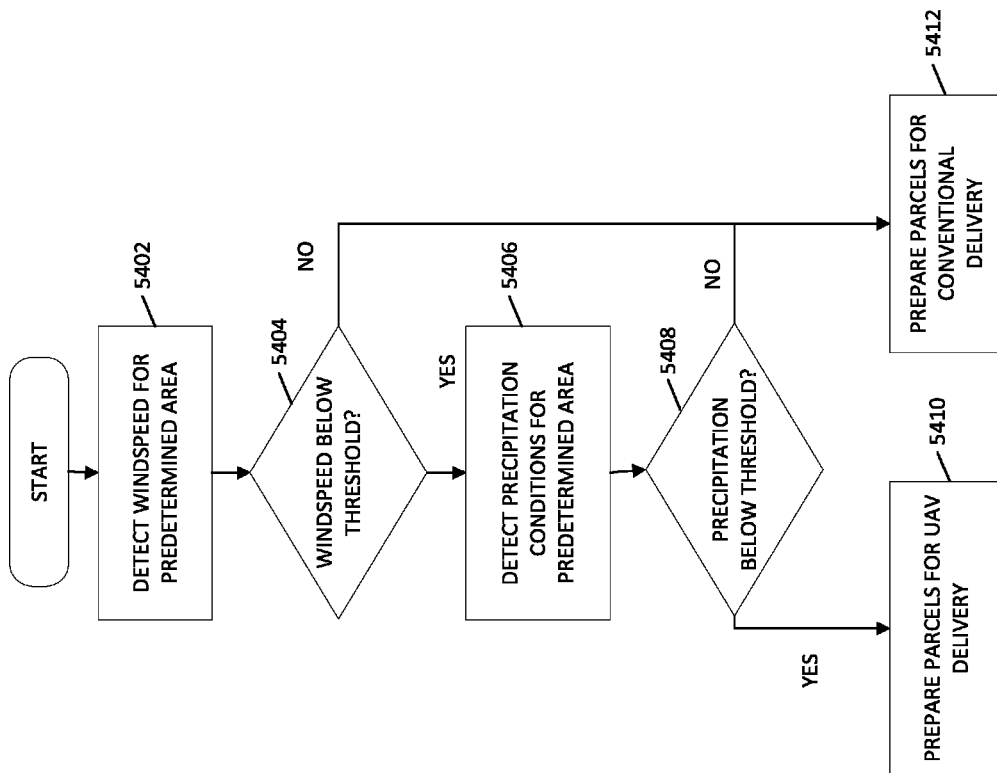 START
DETECT WINDSPEED FOR
PREDETERMINED AREA
5402
WINDSPEED BELOW
THRESHOLD?
5404
NO
YES
DETECT PRECIPITATION
CONDITIONS FOR
PREDETERMINED AREA
5406
PRECIPITATION
BELOW THRESHOLD?
5408
NO
YES
PREPARE PARCELS FOR UAV
DELIVERY
5410
PREPARE PARCELS FOR
CONVENTIONAL
DELIVERY
5412